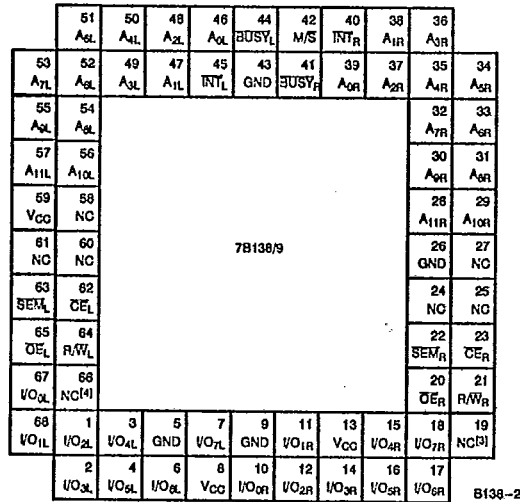 51 50 48 46 44 42 40 38 36
A5L A4L A2L A0L BUSYL M/S INTR A1R A3R
53 52 49 47 45 43 41 39 37 35 34
A7L A6L A3L A1L INTL GND BUSYR A0R A2R A4R A5R
55 54 32 33
A9L A8L A7R A6R
57 56 30 31
A11L A10L A9R A8R
59 58 28 29
VCC NC A11R A10R
61 60 7B138/9 26 27
NC NC GND NC
63 62 24 25
SEML CEL NC NC
65 64 22 23
OEL R/WL SEMR CER
67 66 20 21
I/O0L NC[4] OER R/WR
68 1 3 5 7 9 11 13 15 18 19
I/O1L I/O2L I/O4L GND I/O7L GND I/O1R VCC I/O4R I/O7R NC[3]
2 4 6 8 10 12 14 16 17
I/O3L I/O5L I/O6L VCC I/O0R I/O2R I/O3R I/O5R I/O6R
B138–2